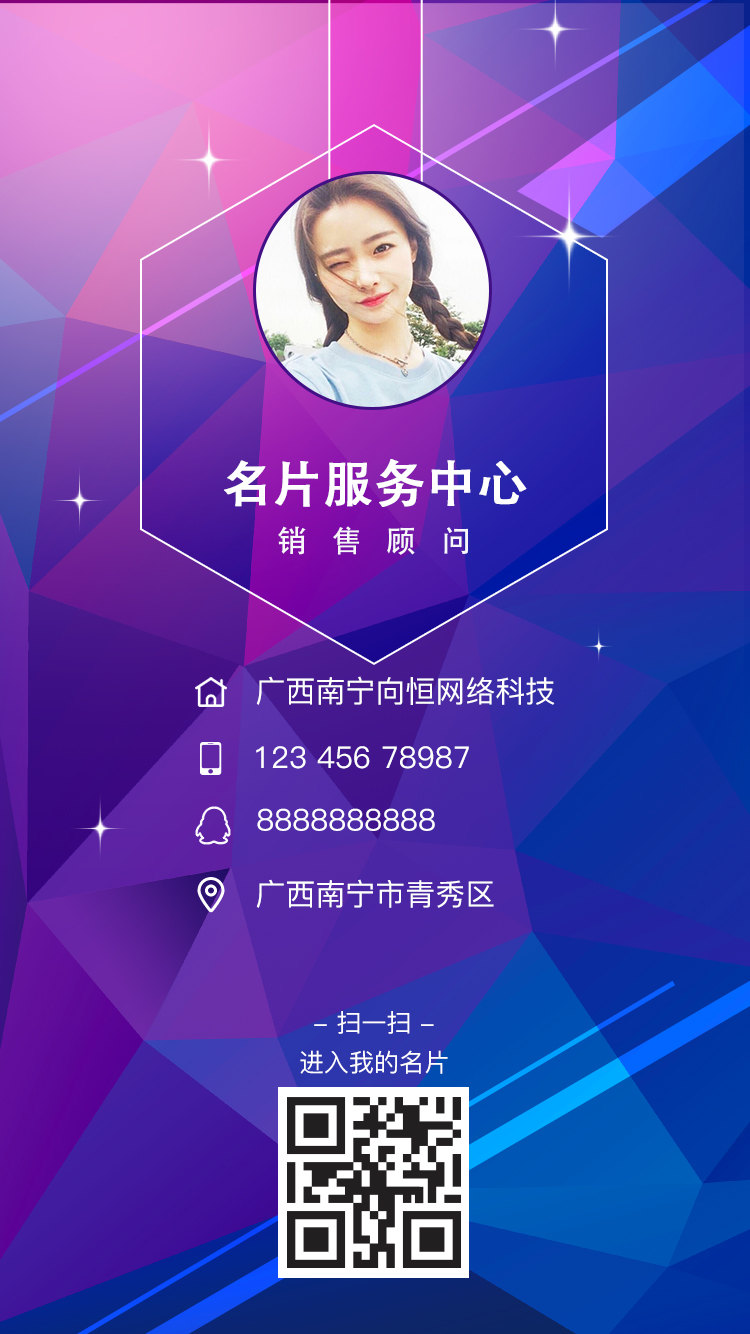 名片服务中心
销售顾问
广西南宁向恒网络科技
123 456 78987
8888888888
广西南宁市青秀区
– 扫一扫 –
进入我的名片